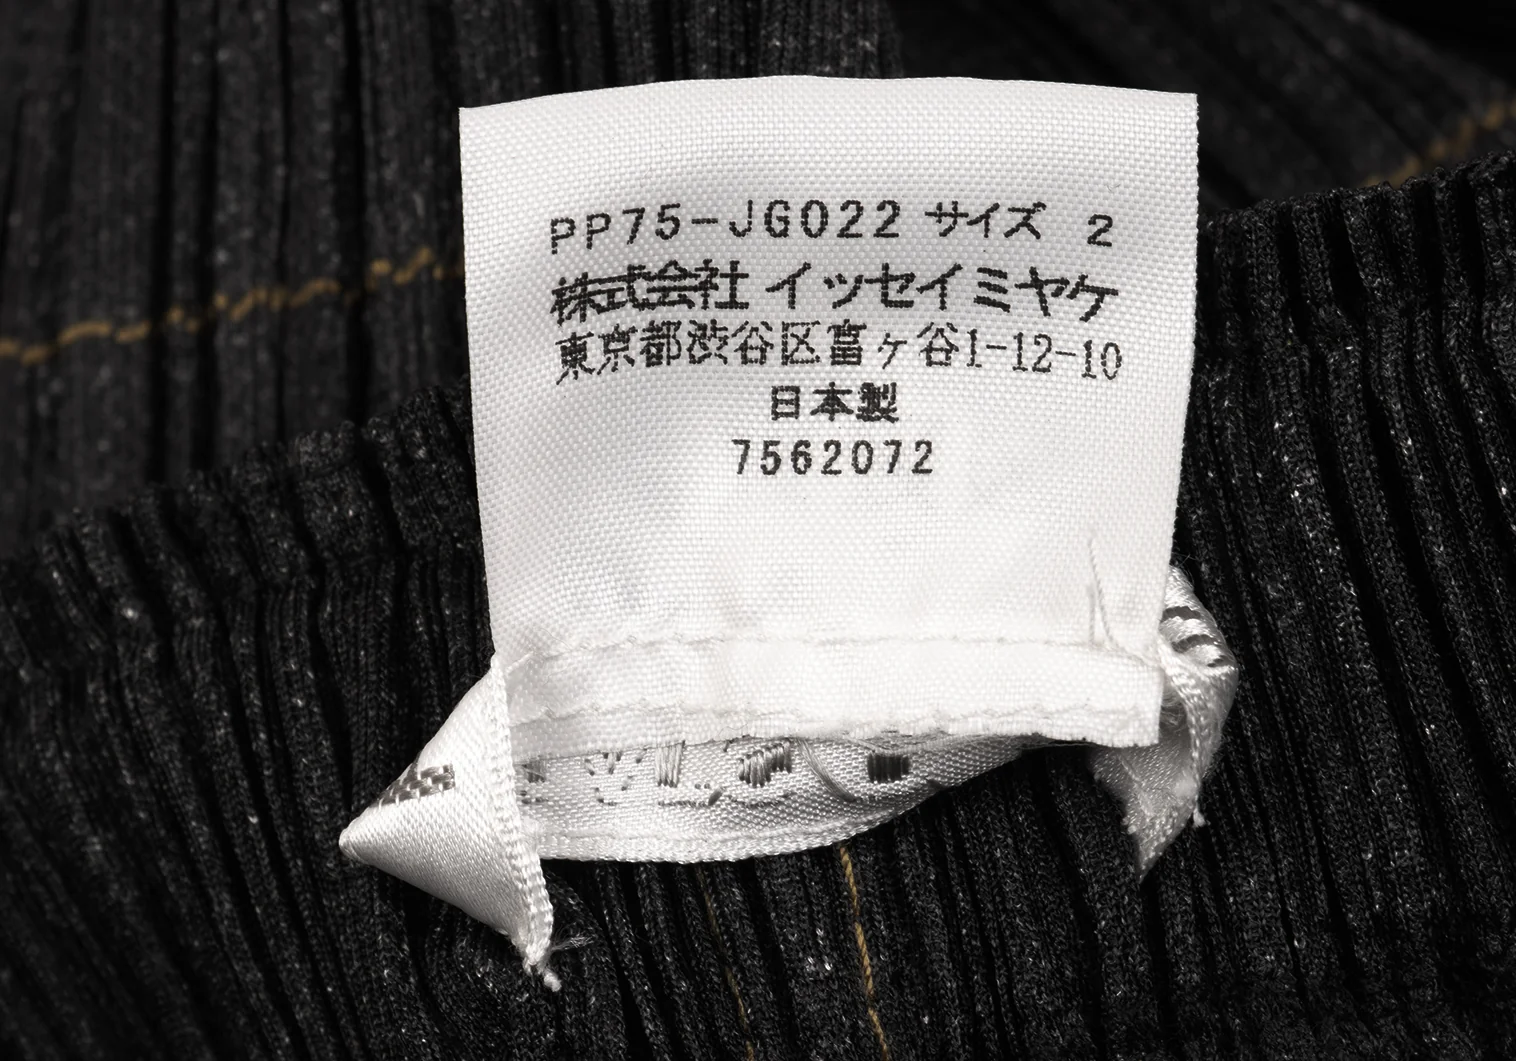 PP75-JG022 サイズ 2
株式会社 イッセイミヤケ
東京都渋谷区富ヶ谷1-12-10
日本製
7562072